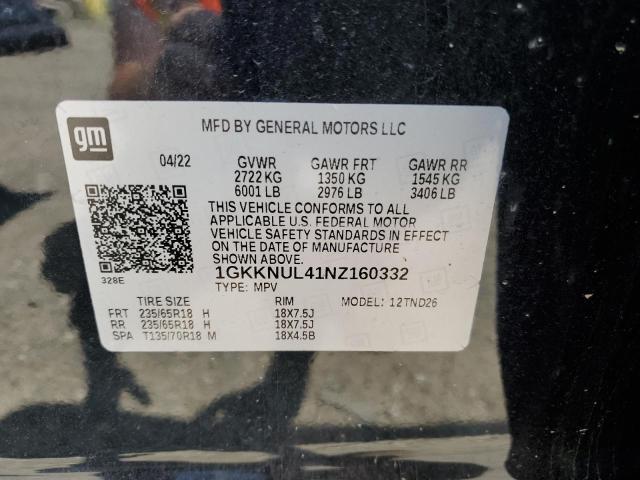 gm
MFD BY GENERAL MOTORS LLC
04/22 GVWR GAWR FRT GAWR RR
2722 KG 1350 KG 1545 KG
6001 LB 2976 LB 3406 LB
THIS VEHICLE CONFORMS TO ALL
APPLICABLE U.S. FEDERAL MOTOR
VEHICLE SAFETY STANDARDS IN EFFECT
ON THE DATE OF MANUFACTURE
SHOWN ABOVE.
328E 1GKKNUL41NZ160332
TYPE: MPV MODEL: 12TND26
TIRE SIZE RIM
FRT 235/65R18 H 18X7.5J
RR 235/65R18 H 18X7.5J
SPA T135/70R18 M 18X4.5B